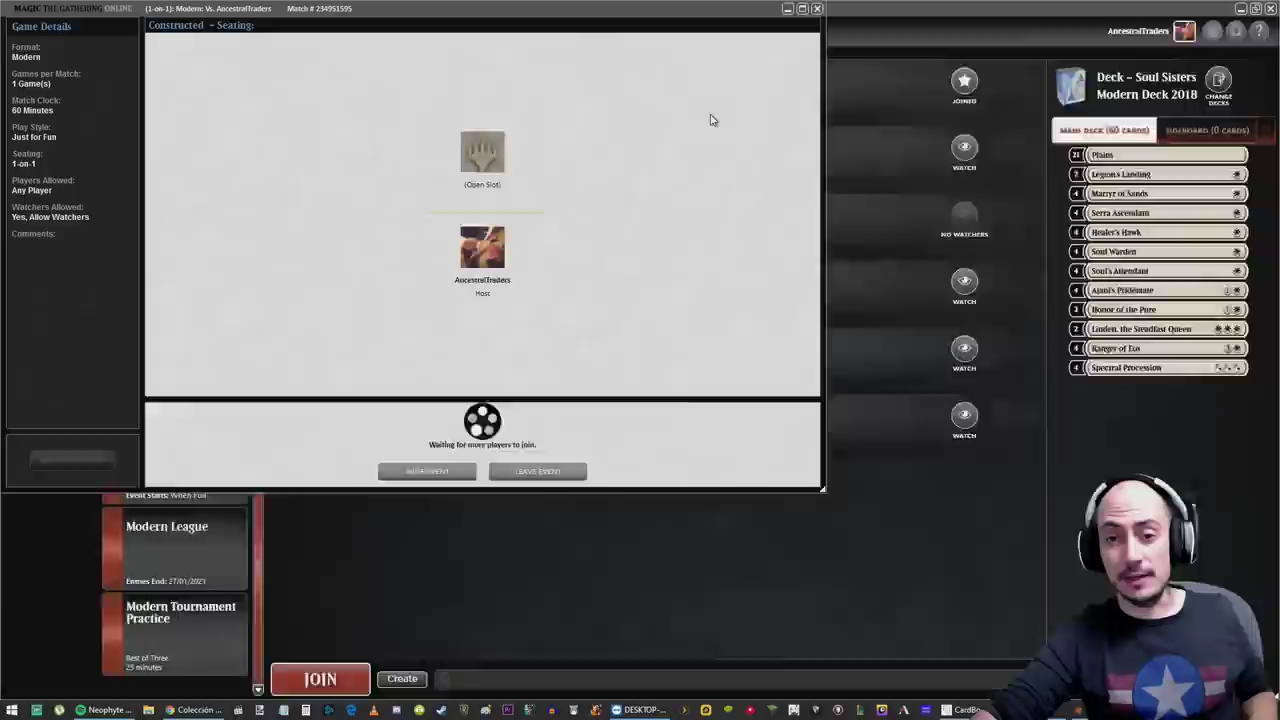 MAGIC THE GATHERING ONLINE
(1-on-1): Modern: Vs. AncestralTraders
Match # 234951595
Game Details
Constructed - Seating:
Format:
Modern
Games per Match:
1 Game(s)
Match Clock:
60 Minutes
Play Style:
Just for Fun
Seating:
1-on-1
Players Allowed:
Any Player
Watchers Allowed:
Yes, Allow Watchers
Comments:
(Open Slot)
AncestralTraders
Host
Waiting for more players to join.
LEAVE EVENT
AncestralTraders
JOINED
WATCH
NO WATCHERS
WATCH
WATCH
WATCH
Deck - Soul Sisters
Modern Deck 2018
CHANGE DECKS
MAIN DECK (60 CARDS)
SIDEBOARD (0 CARDS)
21 Plains
Legion's Landing
4 Martyr of Sands
4 Serra Ascendant
4 Healer's Hawk
4 Soul Warden
4 Soul's Attendant
4 Ajani's Pridemate
Honor of the Pure
2 Linden, the Steadfast Queen
4 Ranger of Eos
4 Spectral Procession
Event Starts: When Full
Modern League
Entries End: 27/01/2021
Modern Tournament
Practice
Best of Three
25 minutes
JOIN
Create
Neophyte ...
Colección ...
DESKTOP-...
CardBo...